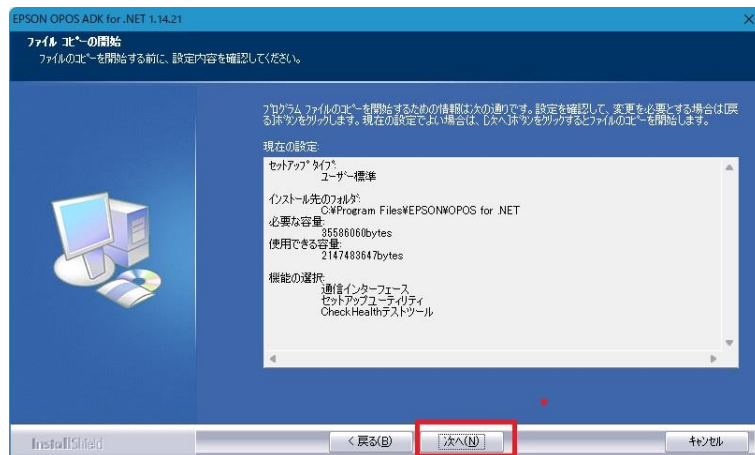 EPSON OPOS ADK for .NET 1.14.21
ファイル コピーの開始
ファイルのコピーを開始する前に、設定内容を確認してください。
プログラム ファイルのコピーを開始するための情報は次の通りです。設定を確認して、変更を必要とする場合は[戻
る]ボタンをクリックします。現在の設定でよい場合は、[次へ]ボタンをクリックするとファイルのコピーを開始します。
現在の設定:
セットアップ タイプ:
ユーザー標準
インストール先のフォルダ:
C:¥Program Files¥EPSON¥OPOS for .NET
必要な容量:
35586060bytes
使用できる容量:
2147483647bytes
機能の選択:
通信インターフェース
セットアップユーティリティ
CheckHealthテストツール
InstallShield
< 戻る(B)
次へ(N)
キャンセル